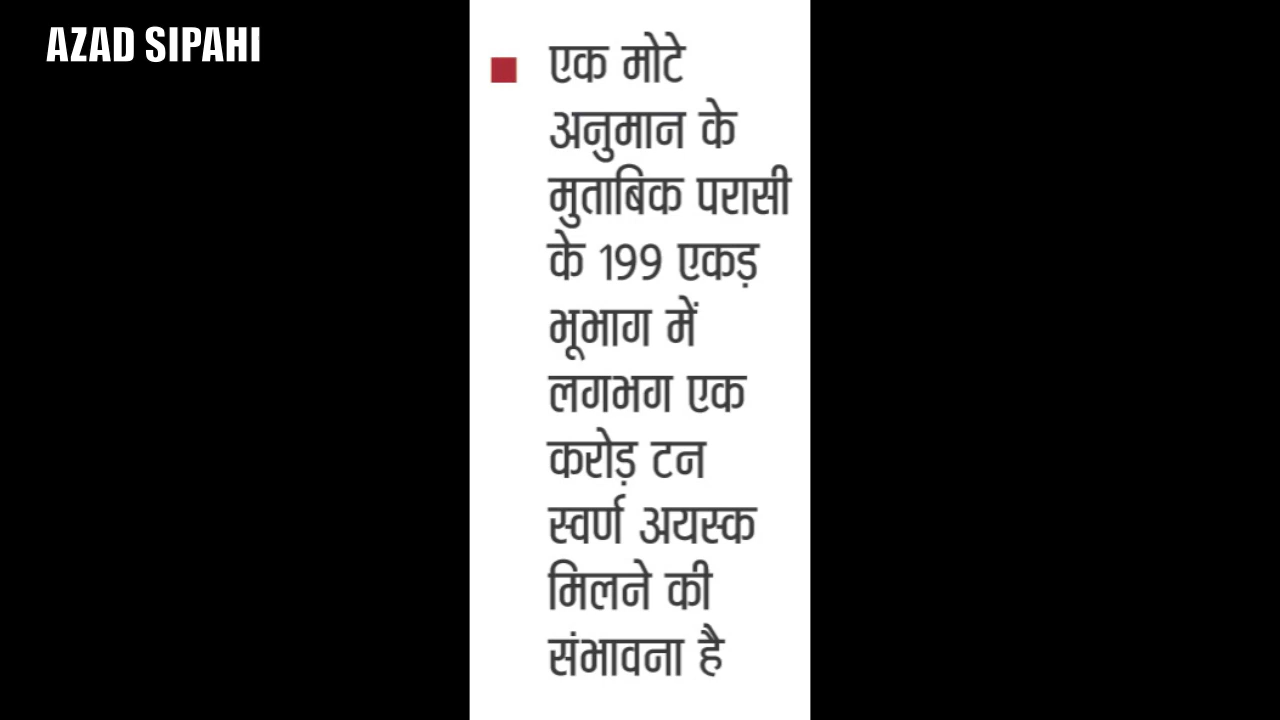 AZAD SIPAHI
एक मोटे
अनुमान के
मुताबिक परासी
के 199 एकड़
भूभाग में
लगभग एक
करोड़ टन
स्वर्ण अयस्क
मिलने की
संभावना है